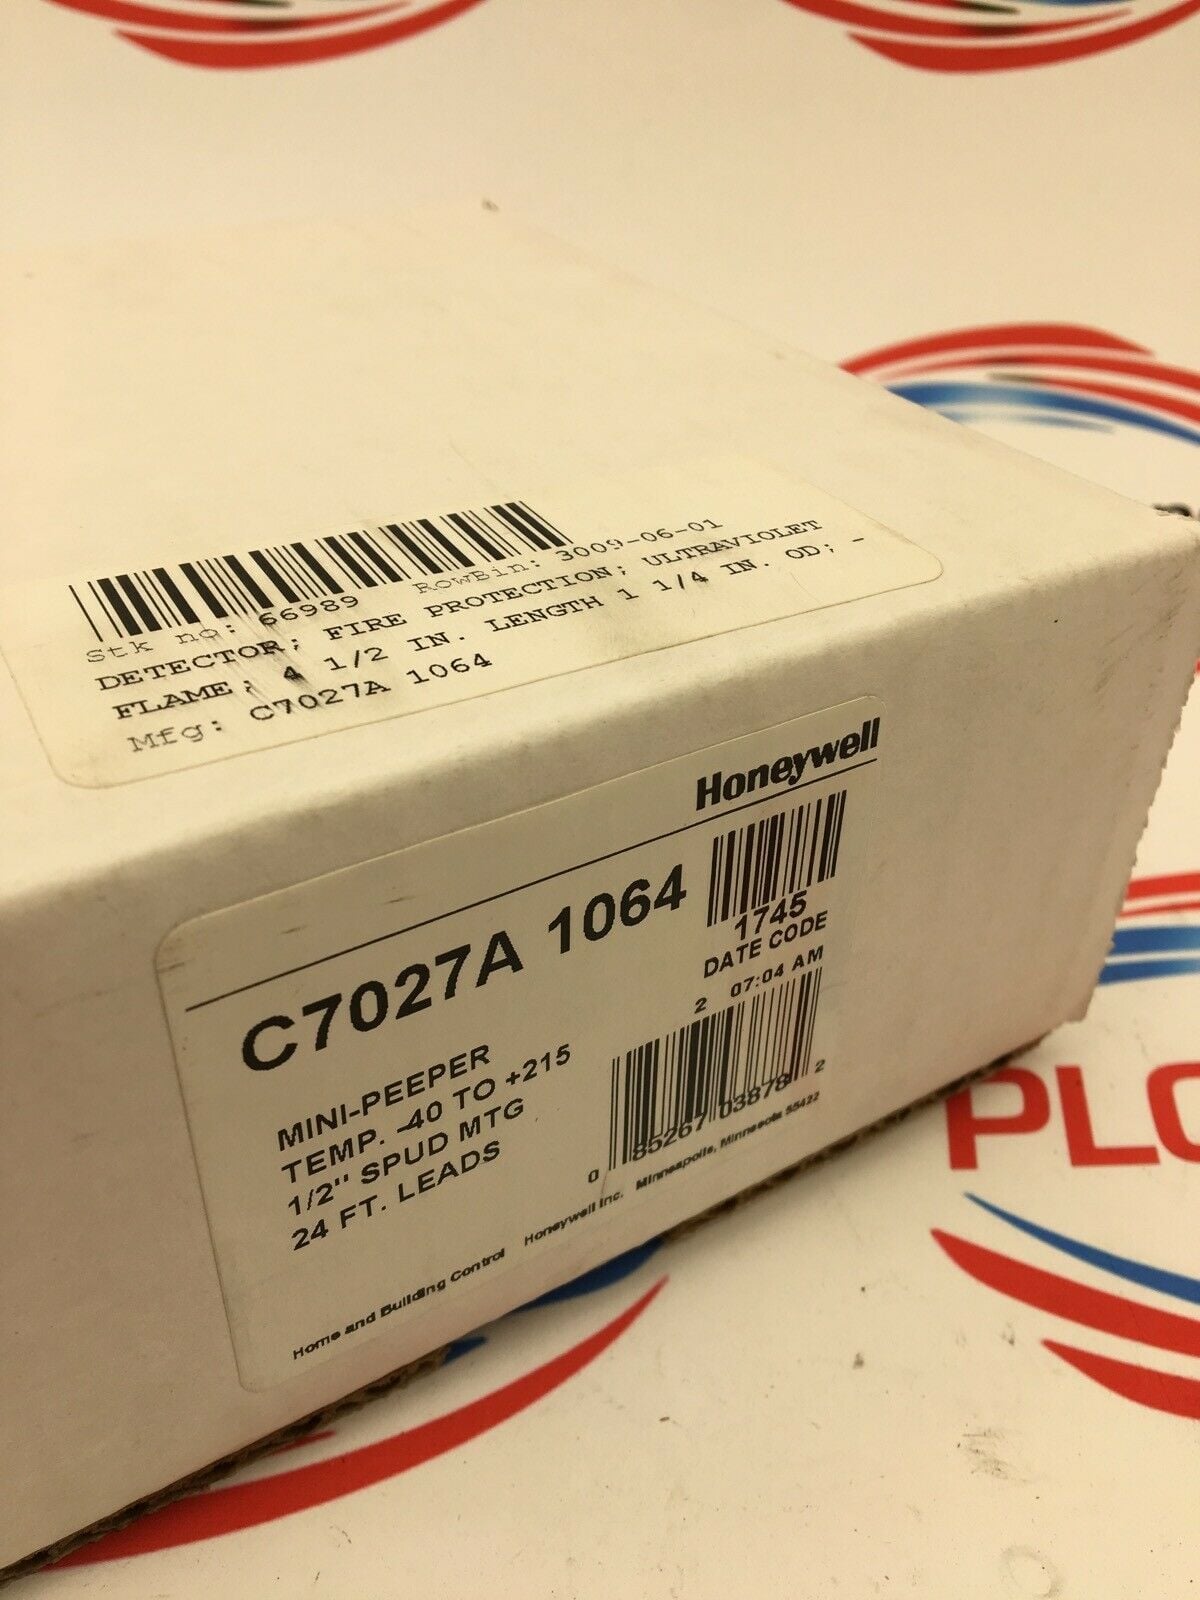 Stk no: 66989 RowBin: 3009-06-01
DETECTOR; FIRE PROTECTION; ULTRAVIOLET
FLAME; 4 1/2 IN. LENGTH 1 1/4 IN. OD; -
Mfg: C7027A 1064
Honeywell
C7027A 1064
1745
DATE CODE
2 07:04 AM
MINI-PEEPER
TEMP. -40 TO +215
1/2" SPUD MTG
24 FT. LEADS
0 85267 03878 2
Home and Building Control Honeywell Inc. Minneapolis, Minnesota 55422
PLC